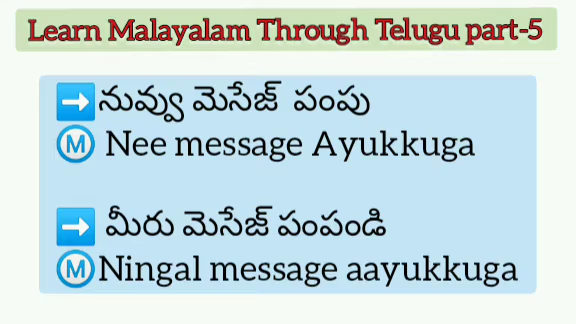 Learn Malayalam Through Telugu part-5
➡️నువ్వు మెసేజ్ పంపు
Ⓜ️ Nee message Ayukkuga
➡️ మీరు మెసేజ్ పంపండి
Ⓜ️Ningal message aayukkuga